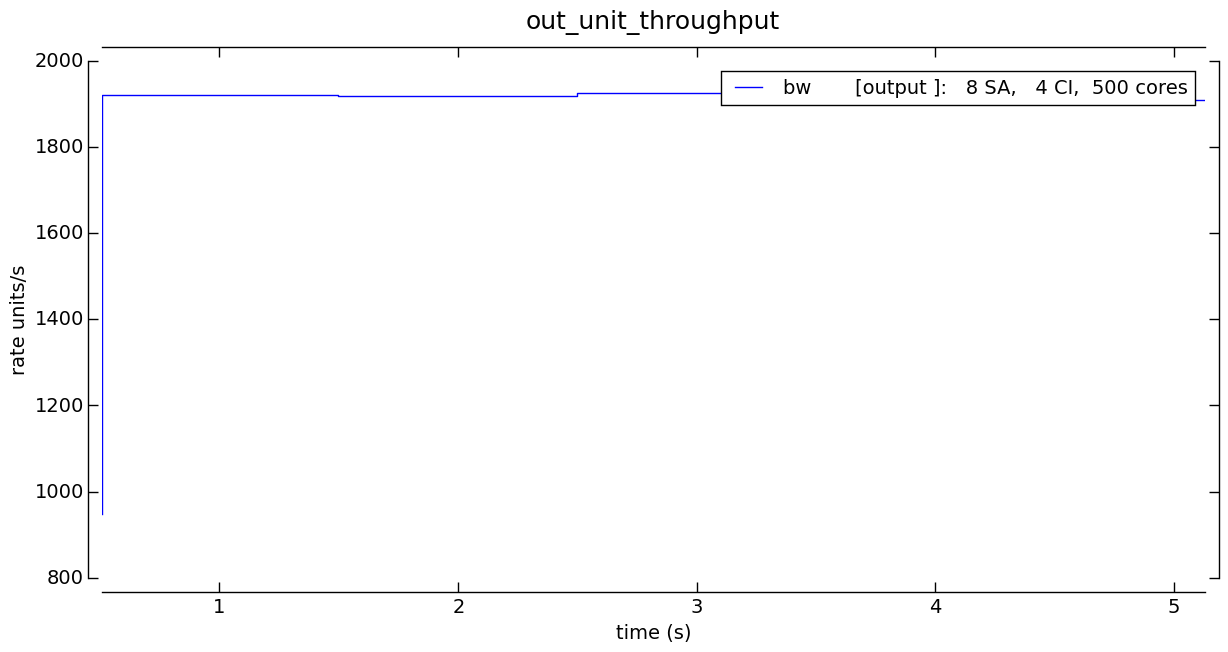 out_unit_throughput
2000
1800
1600
1400
1200
1000
800
rate units/s
bw [output ]: 8 SA, 4 CI, 500 cores
1 2 3 4 5
time (s)